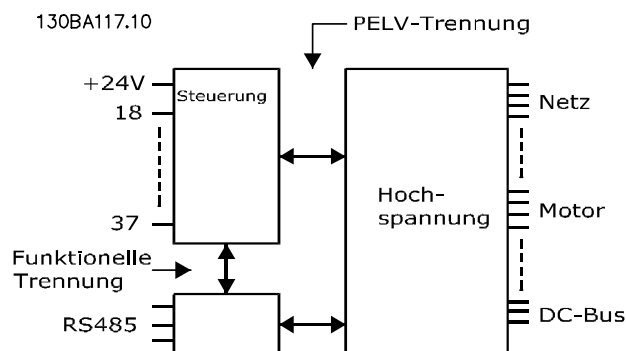 130BA117.10
PELV-Trennung
+24V
Steuerung
18
Netz
Hoch-
spannung
37
Motor
Funktionelle
Trennung
RS485
DC-Bus